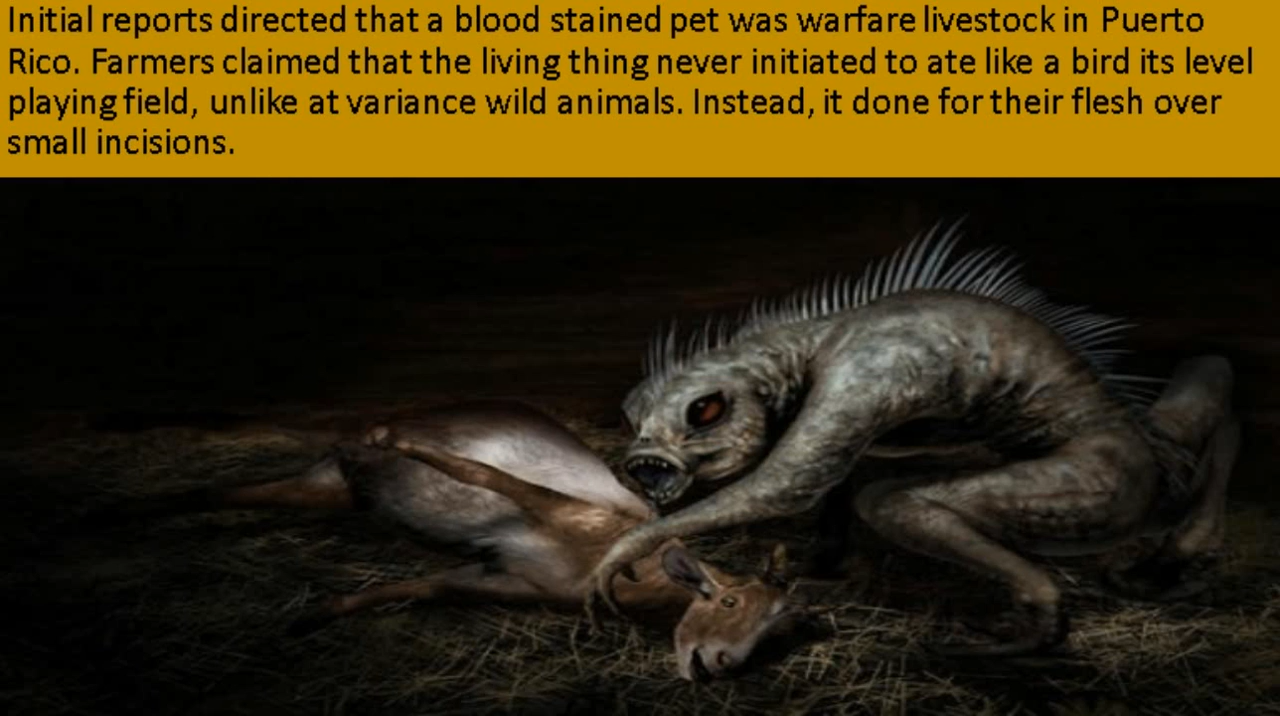 Initial reports directed that a blood stained pet was warfare livestock in Puerto
Rico. Farmers claimed that the living thing never initiated to ate like a bird its level
playing field, unlike at variance wild animals. Instead, it done for their flesh over
small incisions.